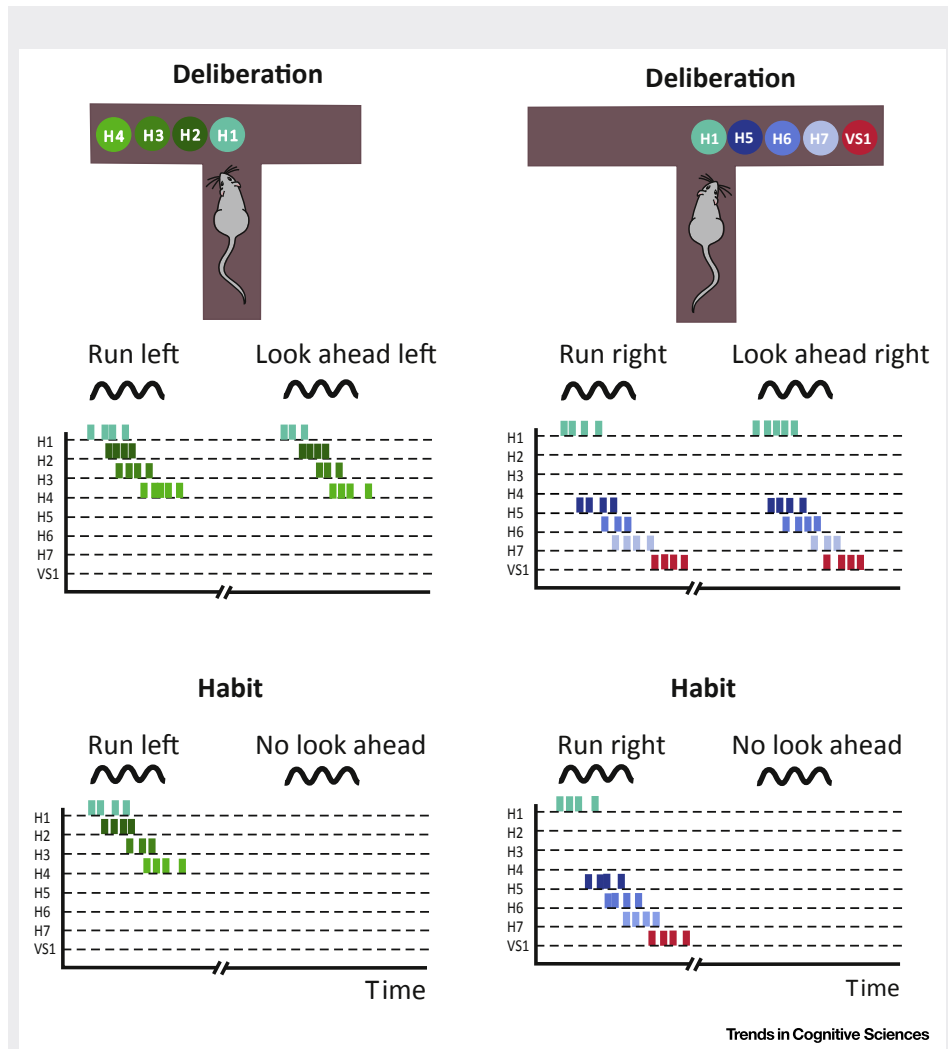 Deliberation
H4 H3 H2 H1
Run left Look ahead left
H1
H2
H3
H4
H5
H6
H7
VS1
Deliberation
H1 H5 H6 H7 VS1
Run right Look ahead right
H1
H2
H3
H4
H5
H6
H7
VS1
Habit
Run left No look ahead
H1
H2
H3
H4
H5
H6
H7
VS1
Time
Habit
Run right No look ahead
H1
H2
H3
H4
H5
H6
H7
VS1
Time
Trends in Cognitive Sciences